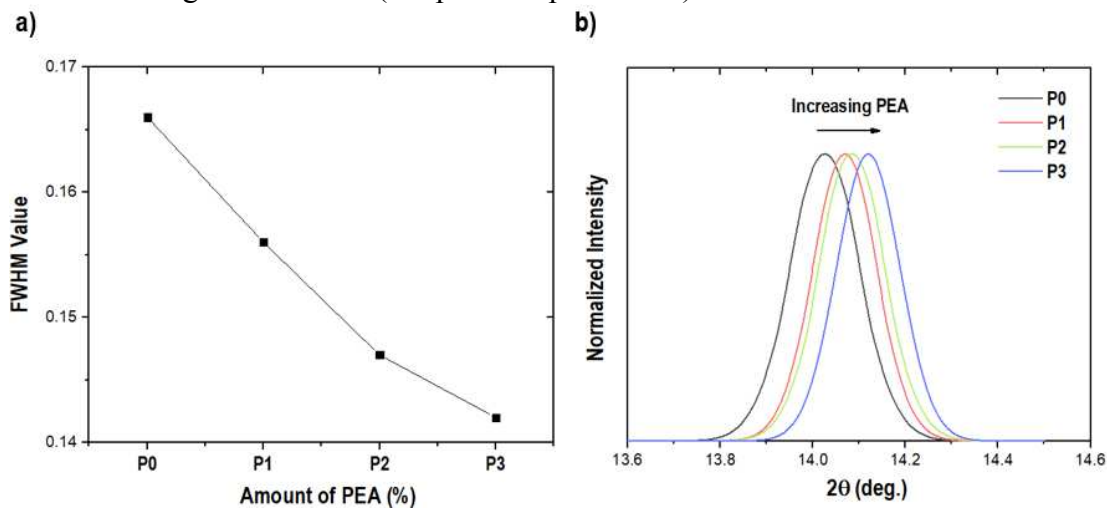 a)
0.17
0.16
0.15
0.14
FWHM Value
P0 P1 P2 P3
Amount of PEA (%)
b)
Increasing PEA
P0
P1
P2
P3
Normalized Intensity
13.6 13.8 14.0 14.2 14.4 14.6
2θ (deg.)